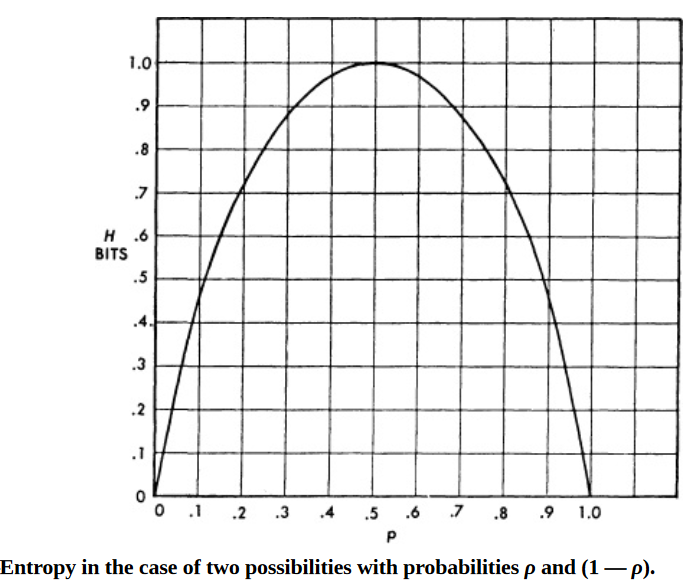 1.0
.9
.8
.7
H .6
BITS
.5
.4
.3
.2
.1
0
0 .1 .2 .3 .4 .5 .6 .7 .8 .9 1.0
P
Entropy in the case of two possibilities with probabilities ρ and (1 — ρ).